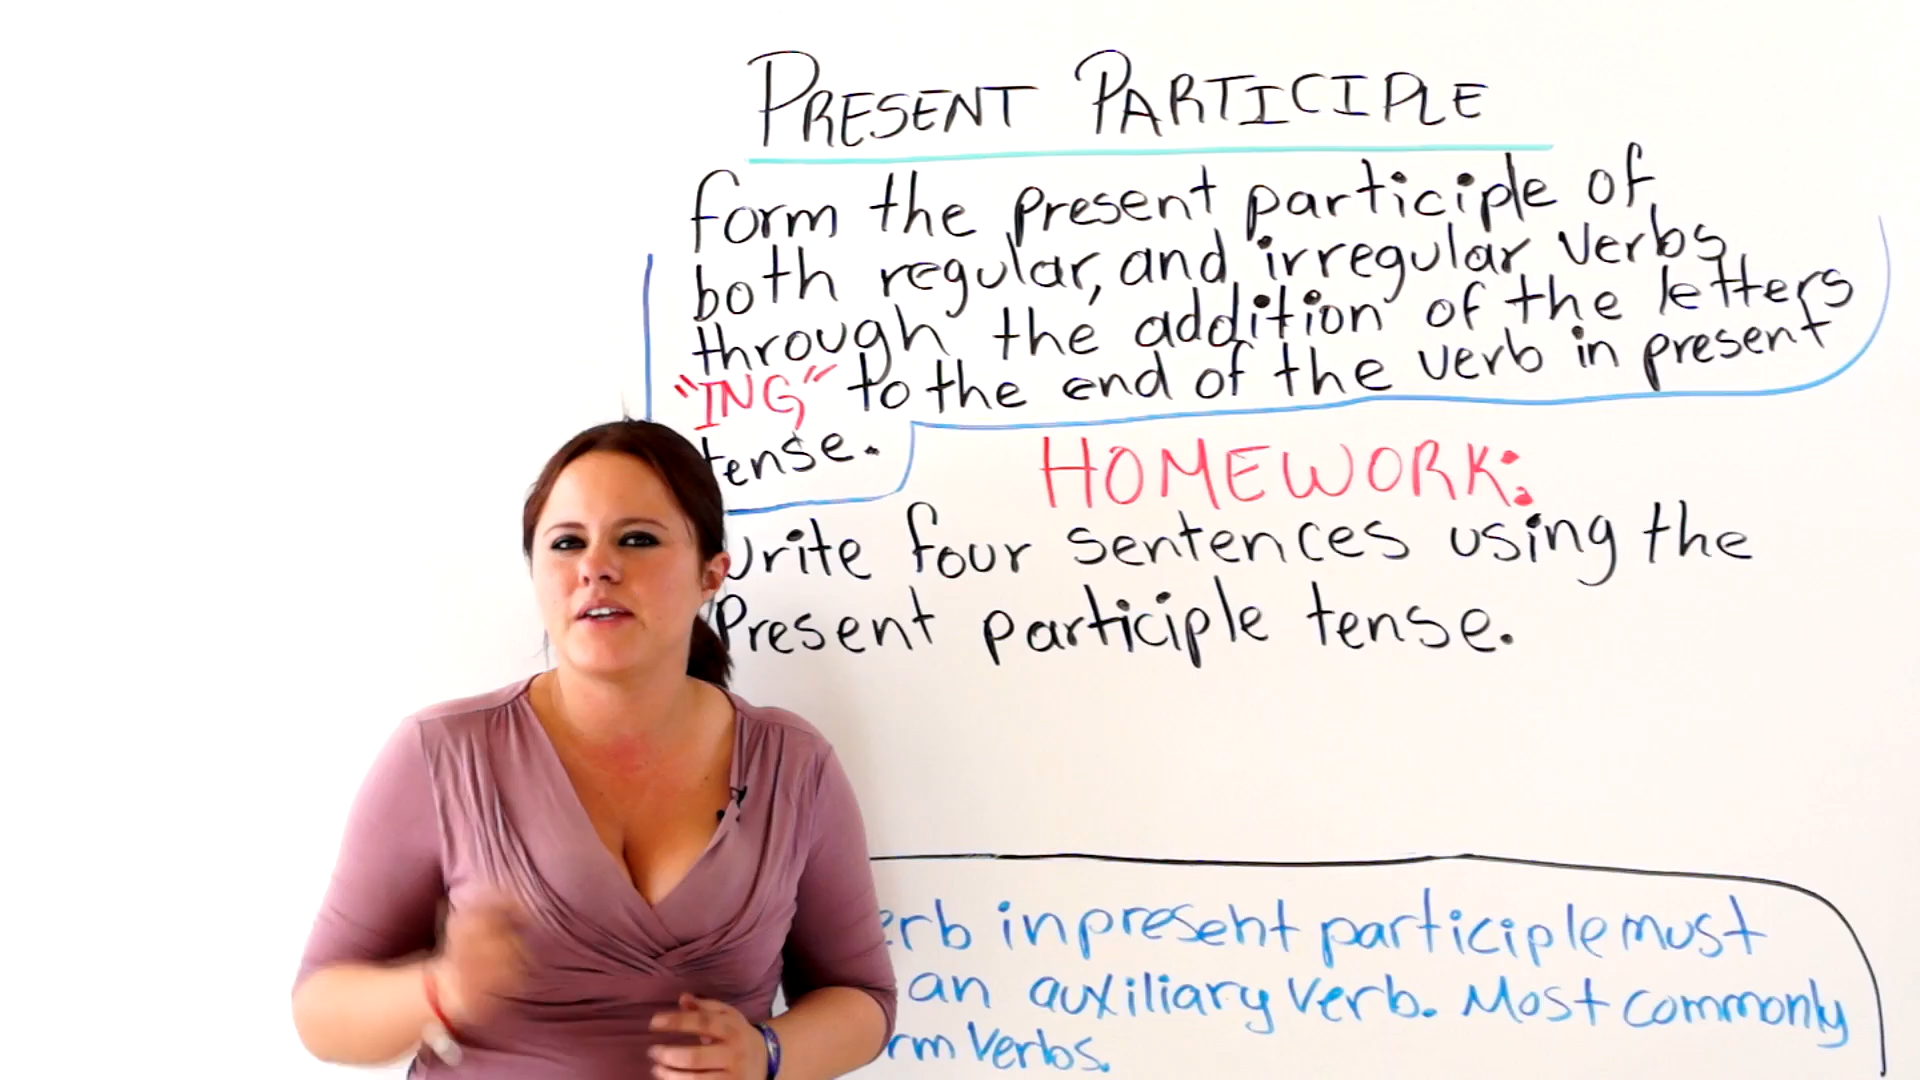 PRESENT PARTICIPLE
form the present participle of
both regular, and irregular verbs
through the addition of the letters
"ING" to the end of the verb in present
tense.
HOMEWORK:
write four sentences using the
Present participle tense.
in present participle must
an auxiliary verb. Most commonly
verbs.